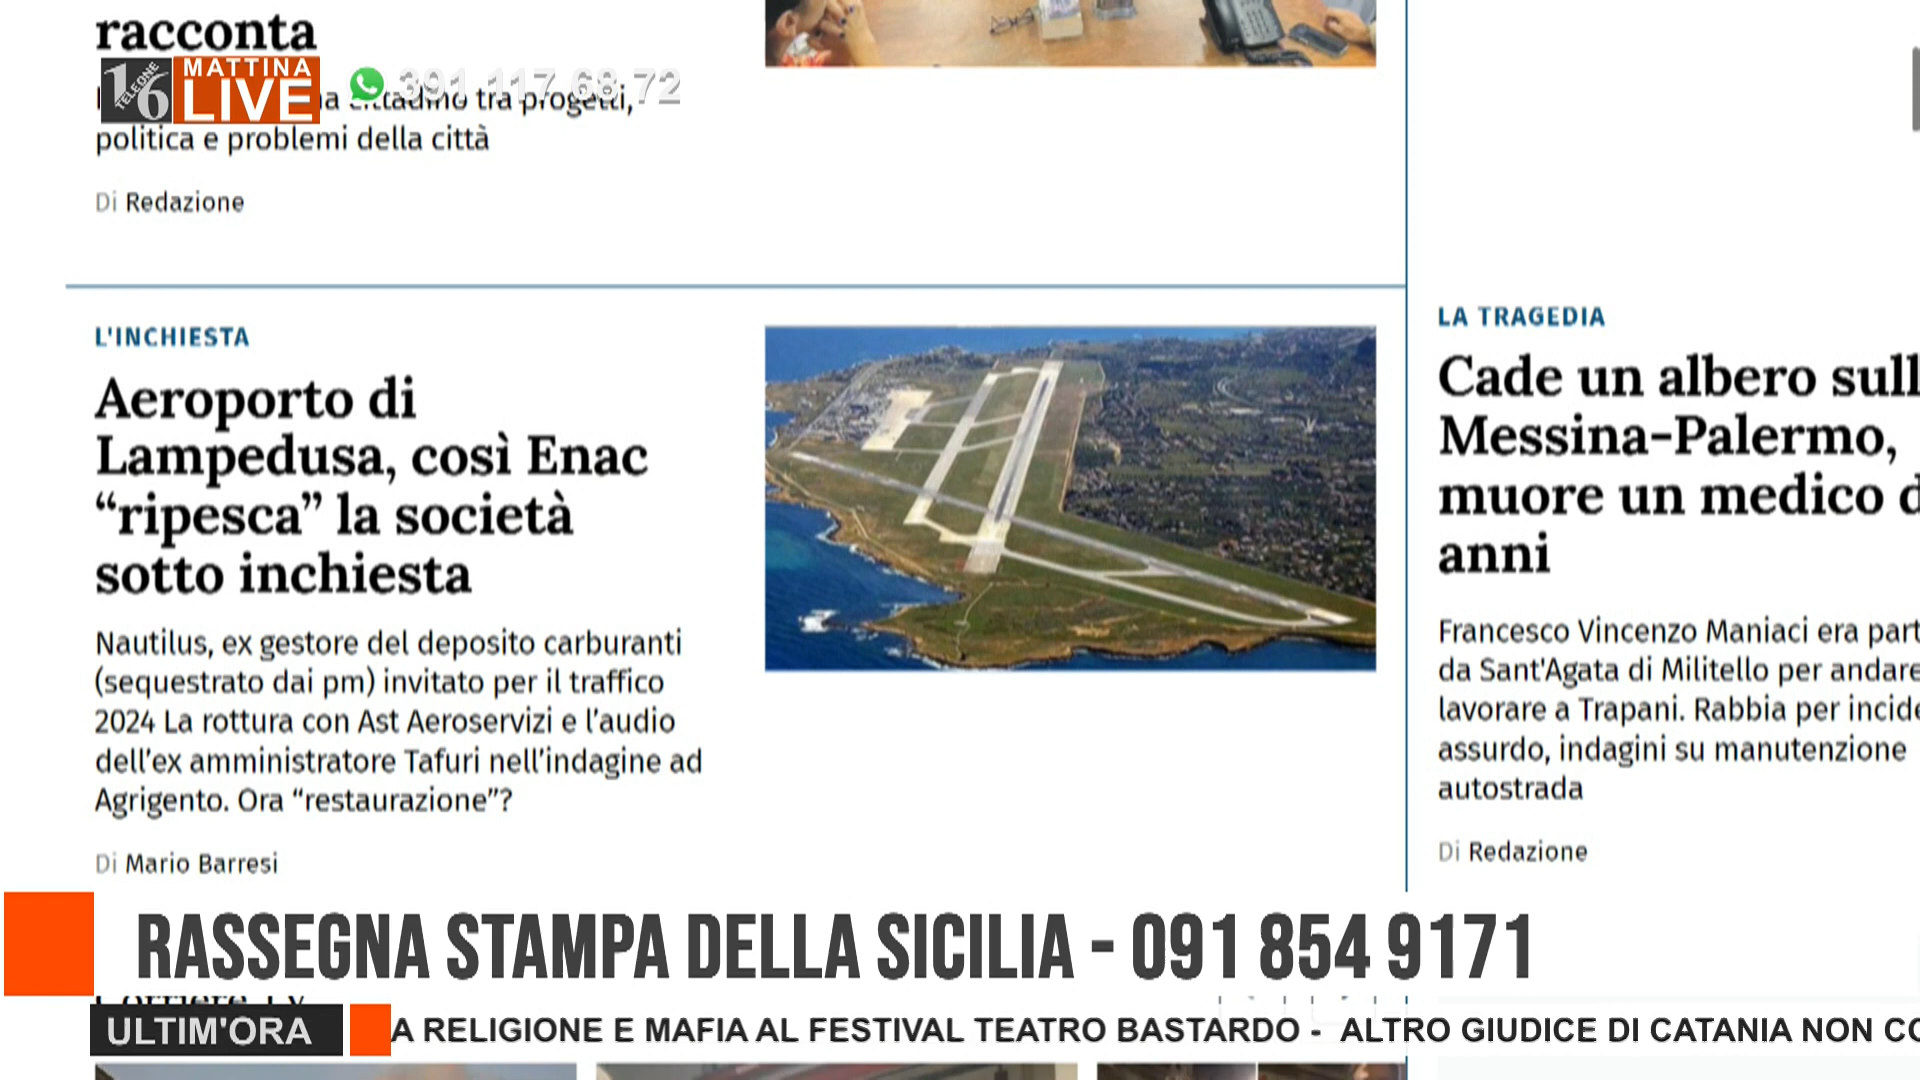 racconta
TELEONE
16
MATTINA
LIVE
391 117 68 72
na cittadino tra progetti,
politica e problemi della città
Di Redazione
L'INCHIESTA
Aeroporto di
Lampedusa, così Enac
“ripesca” la società
sotto inchiesta
Nautilus, ex gestore del deposito carburanti
(sequestrato dai pm) invitato per il traffico
2024 La rottura con Ast Aeroservizi e l’audio
dell’ex amministratore Tafuri nell’indagine ad
Agrigento. Ora “restaurazione”?
Di Mario Barresi
LA TRAGEDIA
Cade un albero sull
Messina-Palermo,
muore un medico d
anni
Francesco Vincenzo Maniaci era part
da Sant'Agata di Militello per andare
lavorare a Trapani. Rabbia per incide
assurdo, indagini su manutenzione
autostrada
Di Redazione
RASSEGNA STAMPA DELLA SICILIA - 091 854 9171
ULTIM'ORA
A RELIGIONE E MAFIA AL FESTIVAL TEATRO BASTARDO - ALTRO GIUDICE DI CATANIA NON CO